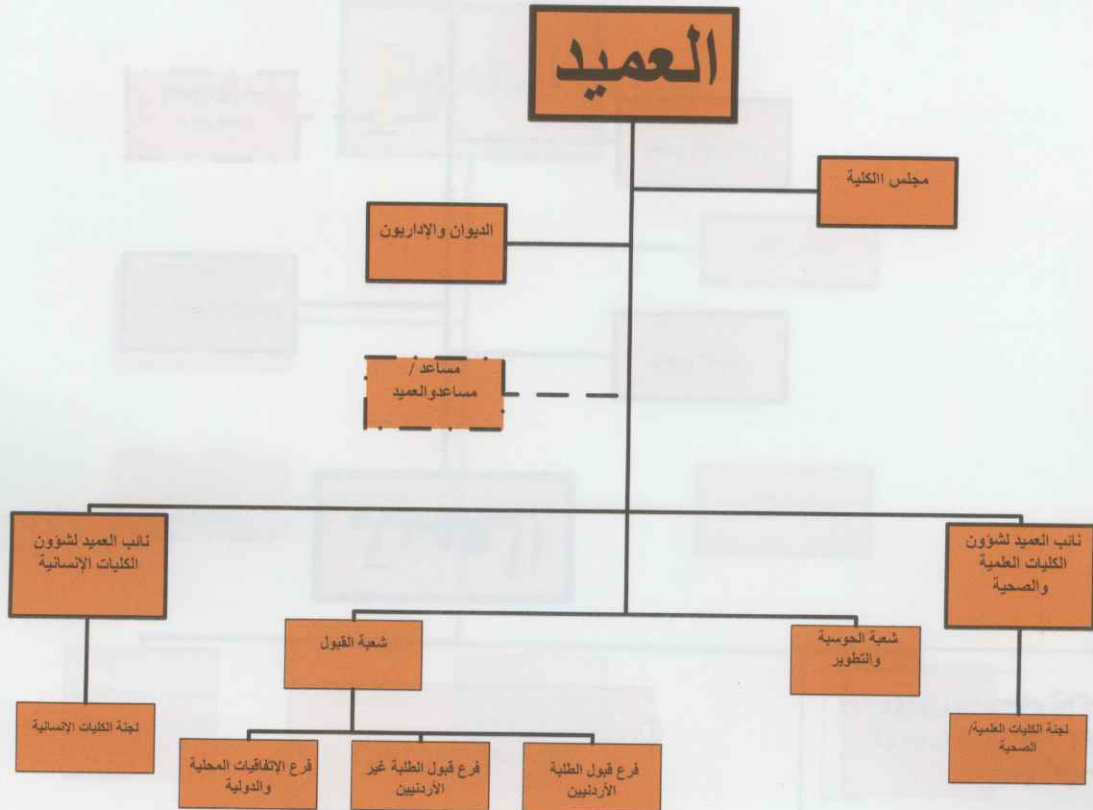 العميد
مجلس االكلية
الديوان والإداريون
مساعد /
مساعدوالعميد
نائب العميد لشؤون
الكليات العلمية
والصحية
نائب العميد لشؤون
الكليات الإنسانية
شعبة الحوسبة
والتطوير
شعبة القبول
لجنة الكليات العلمية/
الصحية
لجنة الكليات الإنسانية
فرع قبول الطلبة
الأردنيين
فرع قبول الطلبة غير
الأردنيين
فرع الإتفاقيات المحلية
والدولية